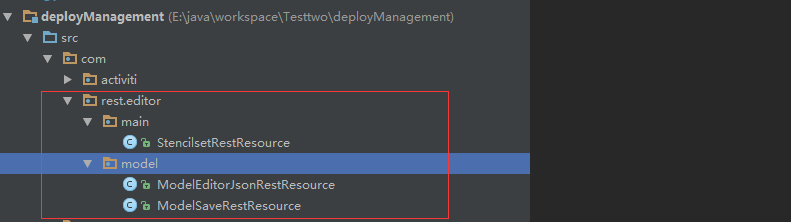 deployManagement (E:\java\workspace\Testtwo\deployManagement)
src
com
activiti
rest.editor
main
StencilsetRestResource
model
ModelEditorJsonRestResource
ModelSaveRestResource